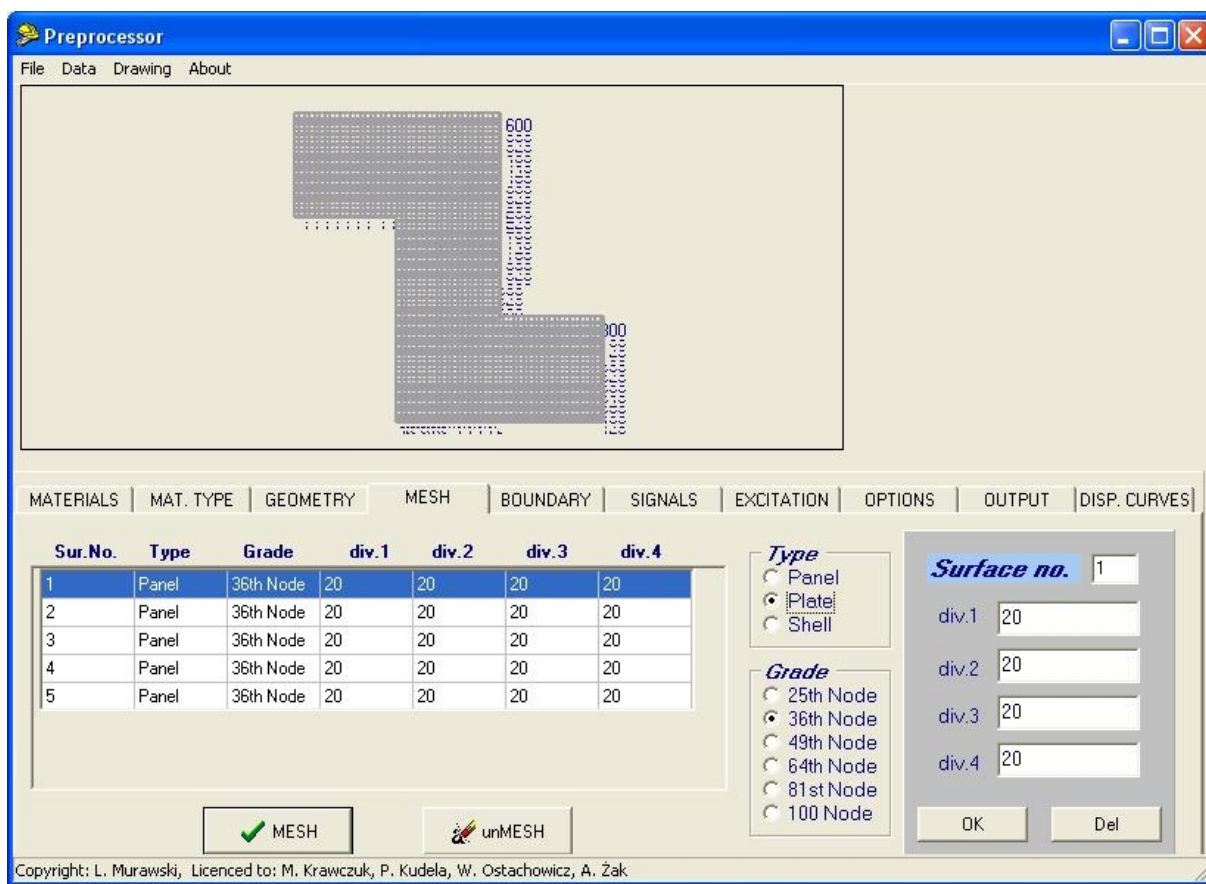 Preprocessor
File Data Drawing About
600
MATERIALS MAT. TYPE GEOMETRY MESH BOUNDARY SIGNALS EXCITATION OPTIONS OUTPUT DISP. CURVES
Sur.No. Type Grade div.1 div.2 div.3 div.4
1 Panel 36th Node 20 20 20 20
2 Panel 36th Node 20 20 20 20
3 Panel 36th Node 20 20 20 20
4 Panel 36th Node 20 20 20 20
5 Panel 36th Node 20 20 20 20
MESH
unMESH
Type
Panel
Plate
Shell
Grade
25th Node
36th Node
49th Node
64th Node
81st Node
100 Node
Surface no. 1
div.1 20
div.2 20
div.3 20
div.4 20
OK
Del
Copyright: L. Murawski, Licenced to: M. Krawczuk, P. Kudela, W. Ostachowicz, A. Żak